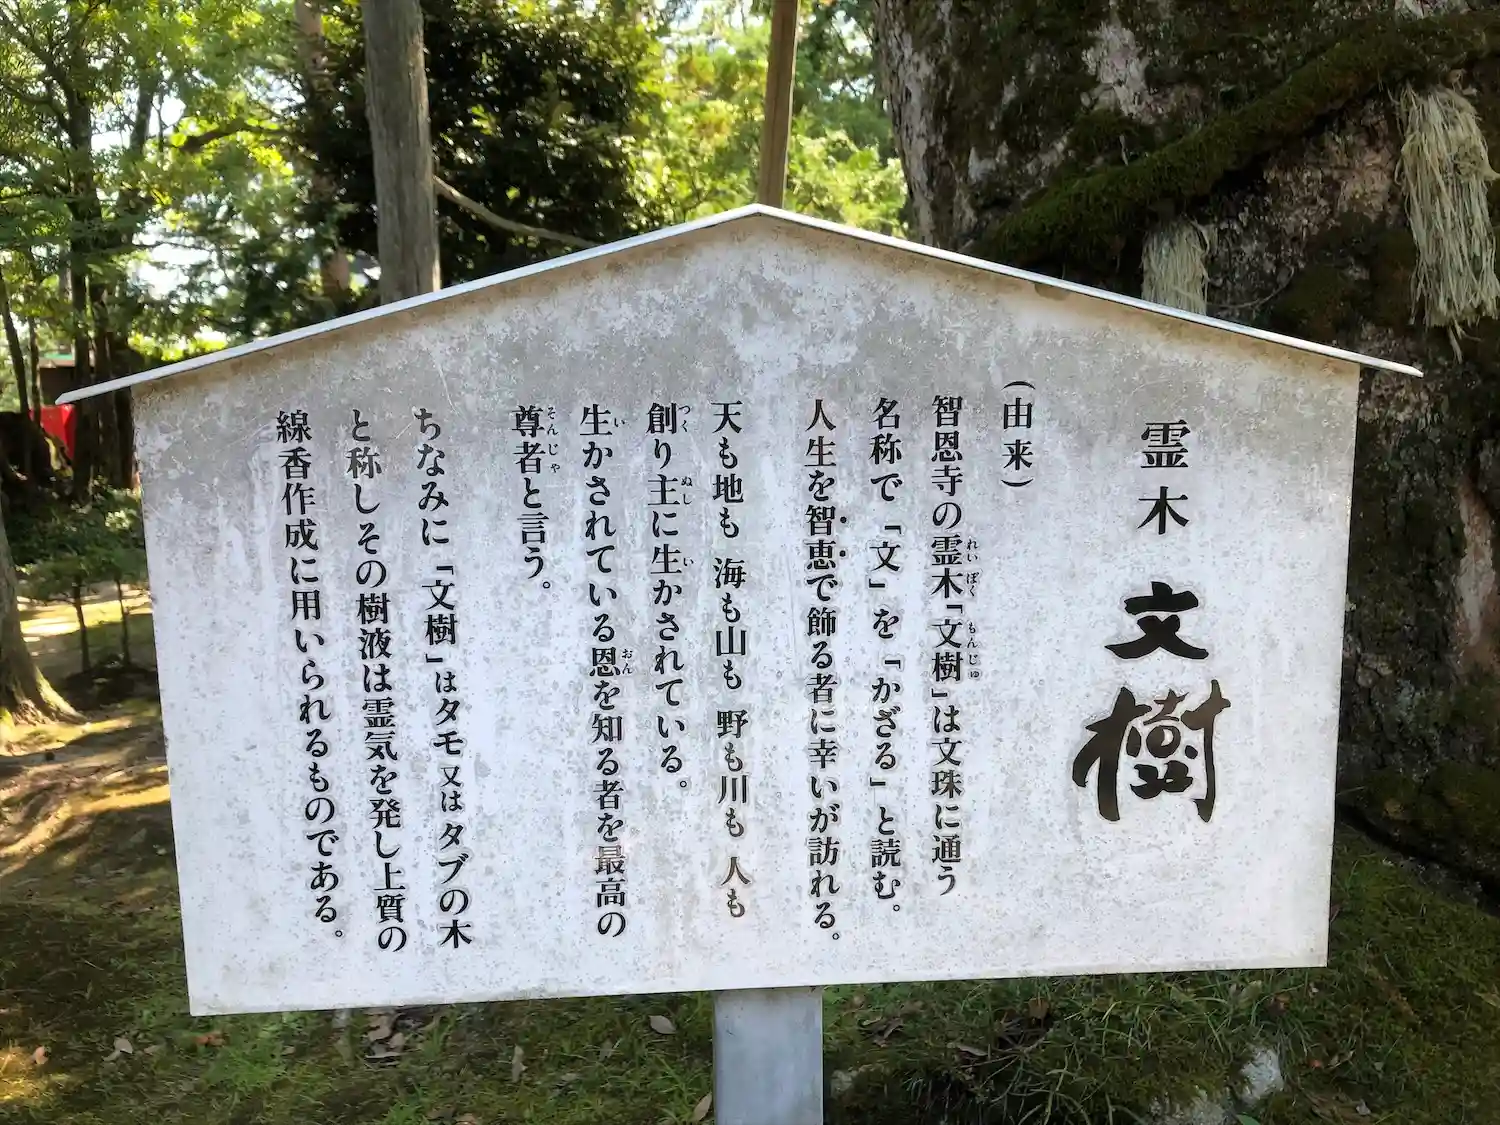 霊木 文樹
(由来)
智恩寺の霊木「文樹」は文珠に通う
名称で「文」を「かざる」と読む。
人生を智恵で飾る者に幸いが訪れる。
天も地も 海も山も 野も川も 人も
創り主に生かされている。
生かされている恩を知る者を最高の
尊者と言う。
ちなみに「文樹」はタモ又はタブの木
と称しその樹液は霊気を発し上質の
線香作成に用いられるものである。